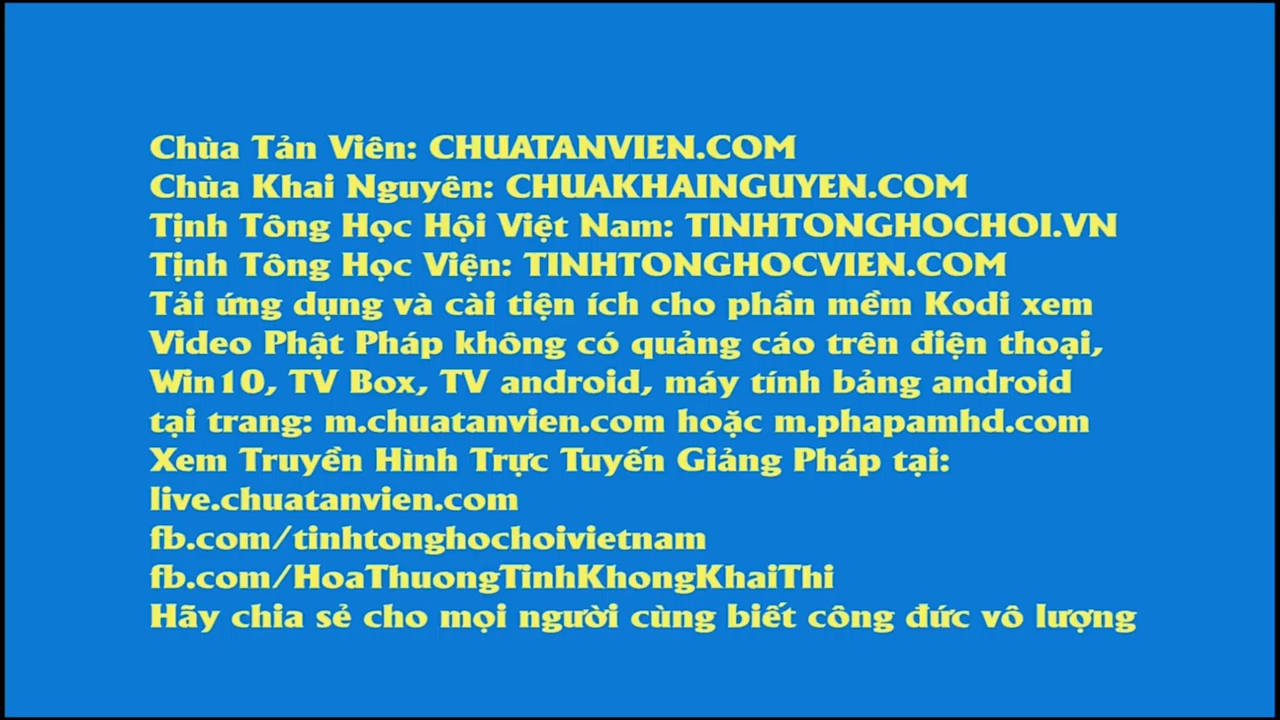 Chùa Tản Viên: CHUATANVIEN.COM
Chùa Khai Nguyên: CHUAKHAINGUYEN.COM
Tịnh Tông Học Hội Việt Nam: TINHTONGHOCHOI.VN
Tịnh Tông Học Viện: TINHTONGHOCVIEN.COM
Tải ứng dụng và cài tiện ích cho phần mềm Kodi xem
Video Phật Pháp không có quảng cáo trên điện thoại,
Win10, TV Box, TV android, máy tính bảng android
tại trang: m.chuatanvien.com hoặc m.phapamhd.com
Xem Truyền Hình Trực Tuyến Giảng Pháp tại:
live.chuatanvien.com
fb.com/tinhtonghochoivietnam
fb.com/HoaThuongTinhKhongKhaiThi
Hãy chia sẻ cho mọi người cùng biết công đức vô lượng